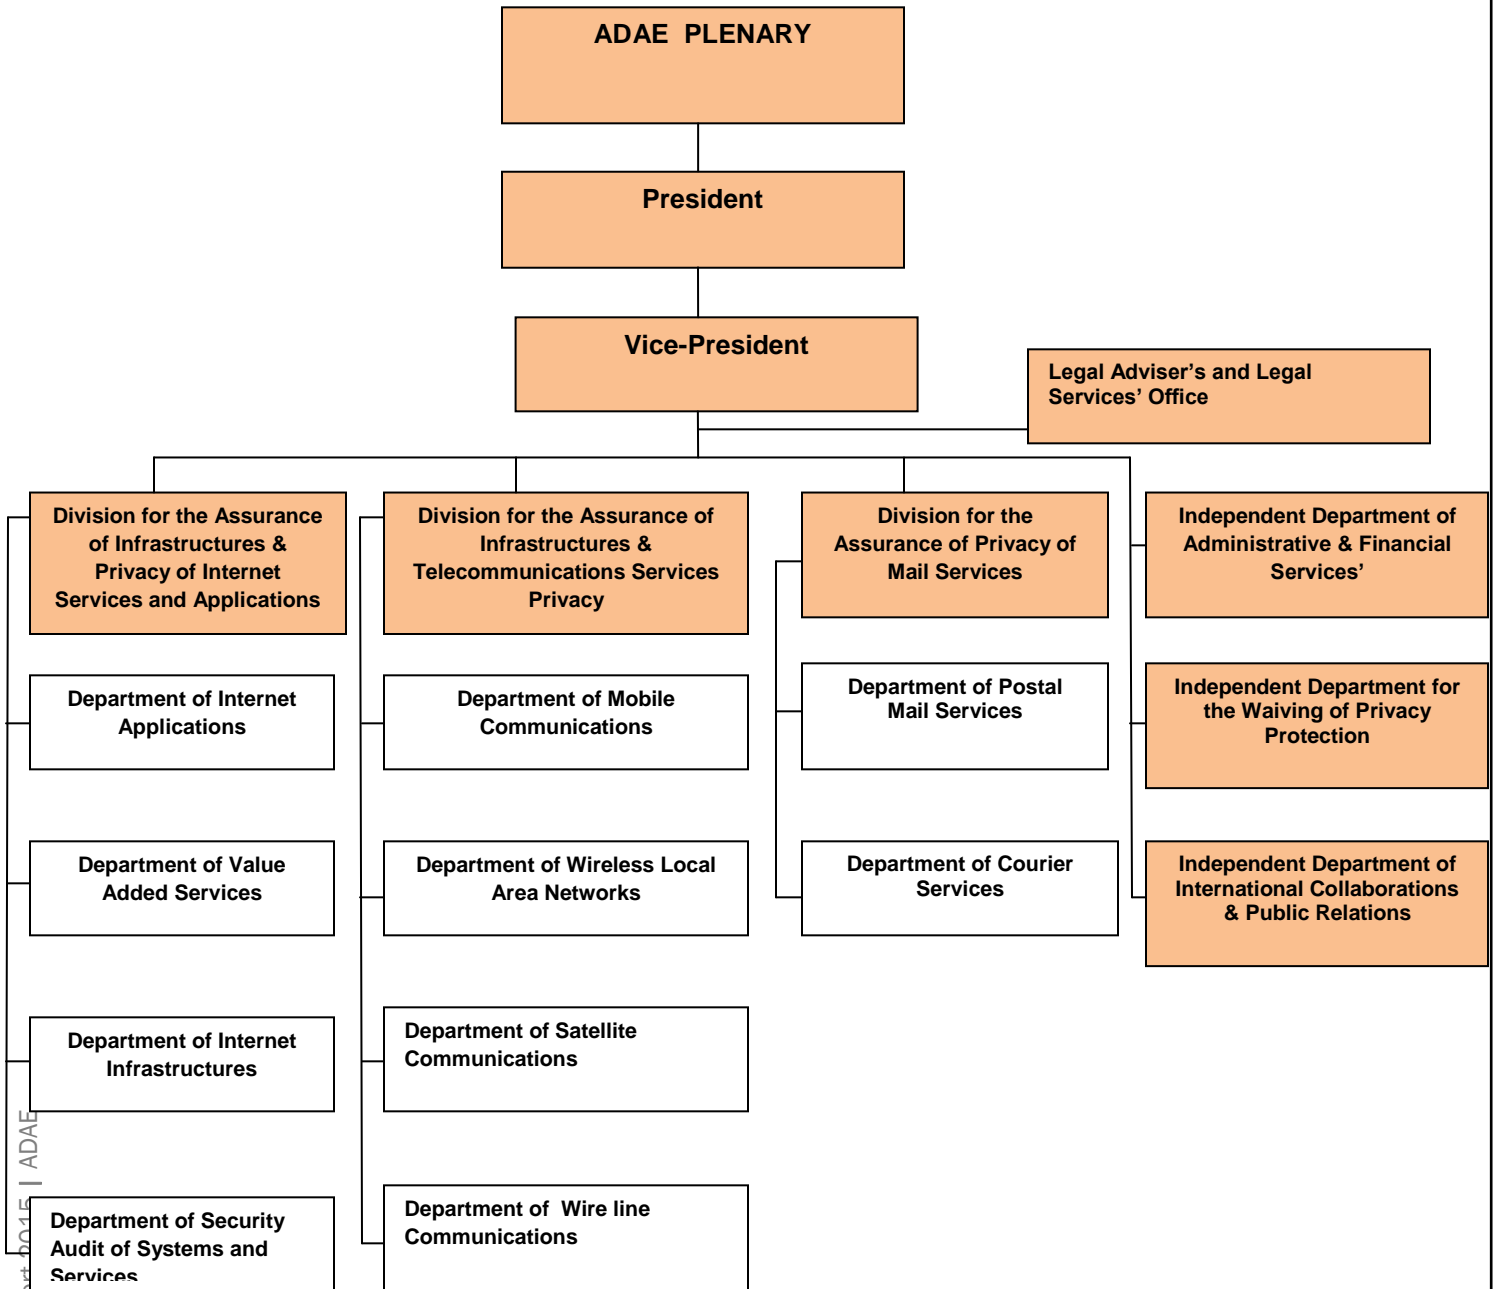 ADAE PLENARY
President
Vice-President
Legal Adviser’s and Legal
Services’ Office
Division for the Assurance
of Infrastructures &
Privacy of Internet
Services and Applications
Division for the Assurance of
Infrastructures &
Telecommunications Services
Privacy
Division for the
Assurance of Privacy of
Mail Services
Independent Department of
Administrative & Financial
Services’
Department of Internet
Applications
Department of Mobile
Communications
Department of Postal
Mail Services
Independent Department for
the Waiving of Privacy
Protection
Department of Value
Added Services
Department of Wireless Local
Area Networks
Department of Courier
Services
Independent Department of
International Collaborations
& Public Relations
Department of Internet
Infrastructures
Department of Satellite
Communications
Department of Security
Audit of Systems and
Services
Department of Wire line
Communications
2015 | ADAE